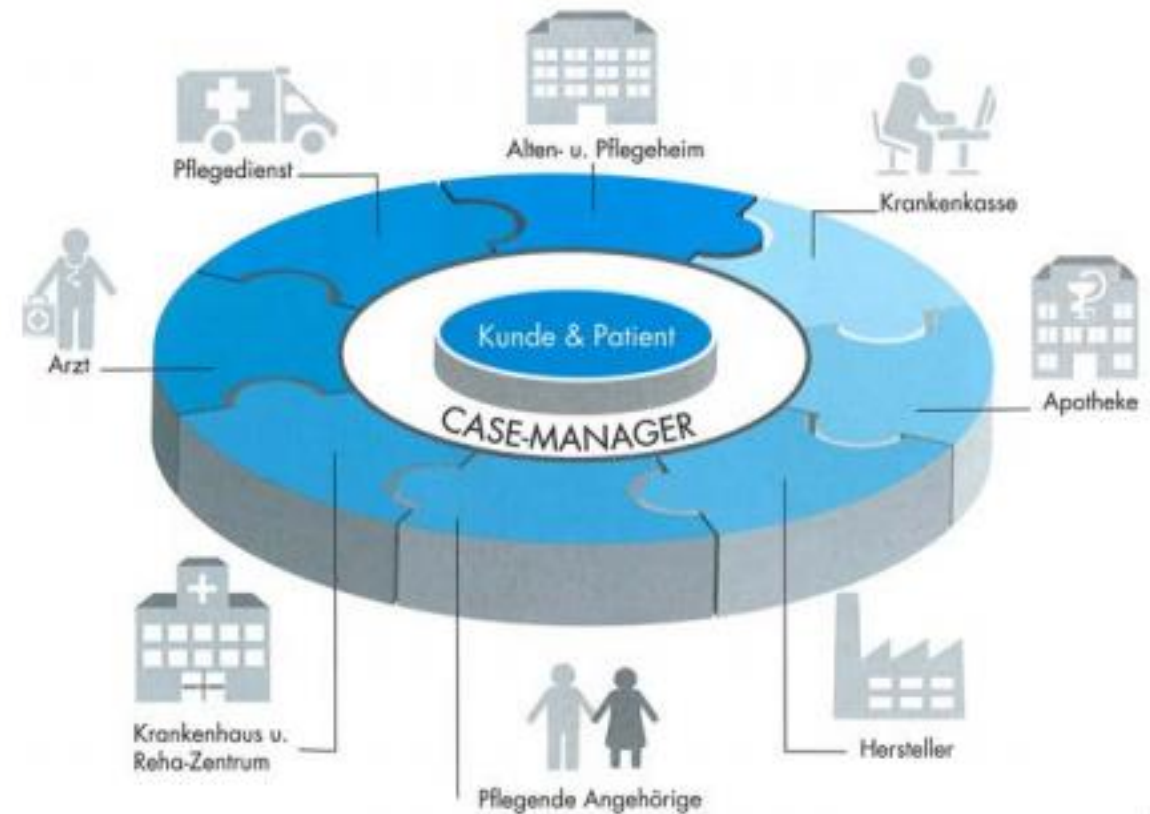 Alten- u. Pflegeheim
Pflegedienst
Krankenkasse
Arzt
Kunde & Patient
Apotheke
CASE-MANAGER
Krankenhaus u.
Reha-Zentrum
Hersteller
Pflegende Angehörige